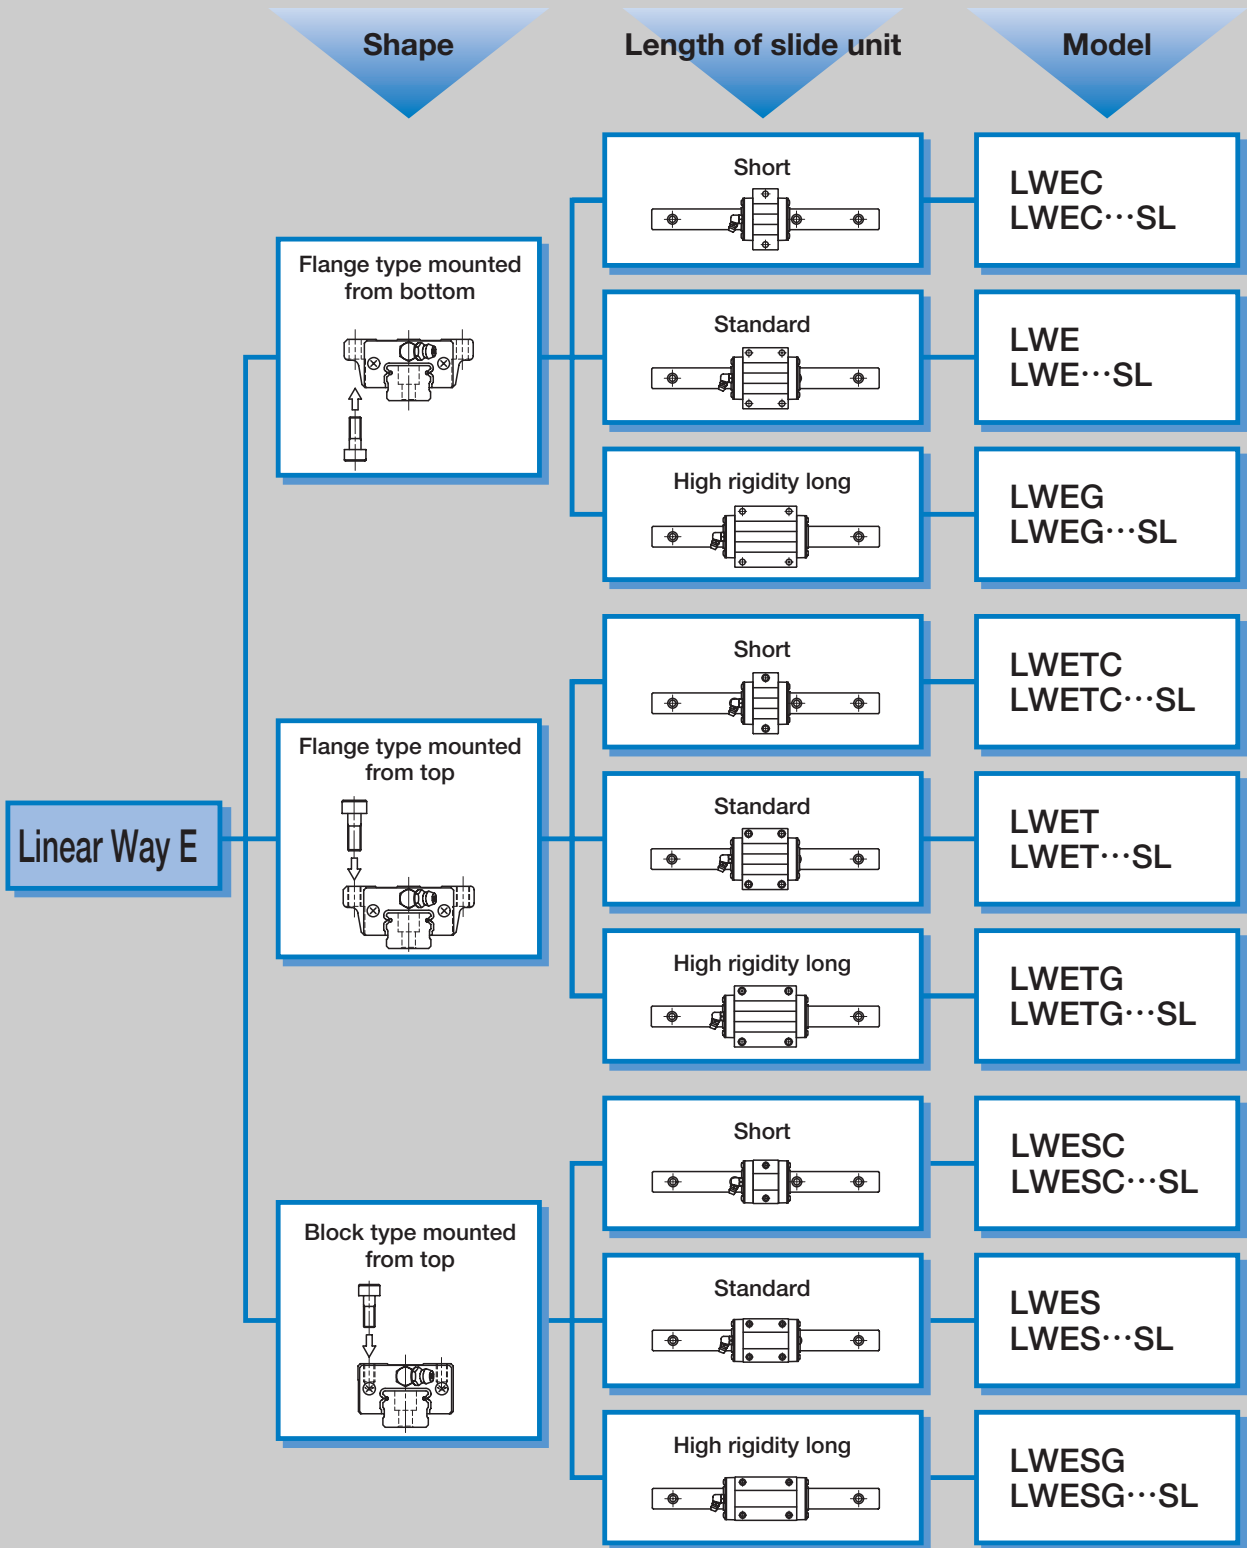 Shape
Length of slide unit
Model
Linear Way E
Flange type mounted
from bottom
Short
LWEC
LWEC···SL
Standard
LWE
LWE···SL
High rigidity long
LWEG
LWEG···SL
Flange type mounted
from top
Short
LWETC
LWETC···SL
Standard
LWET
LWET···SL
High rigidity long
LWETG
LWETG···SL
Block type mounted
from top
Short
LWESC
LWESC···SL
Standard
LWES
LWES···SL
High rigidity long
LWESG
LWESG···SL